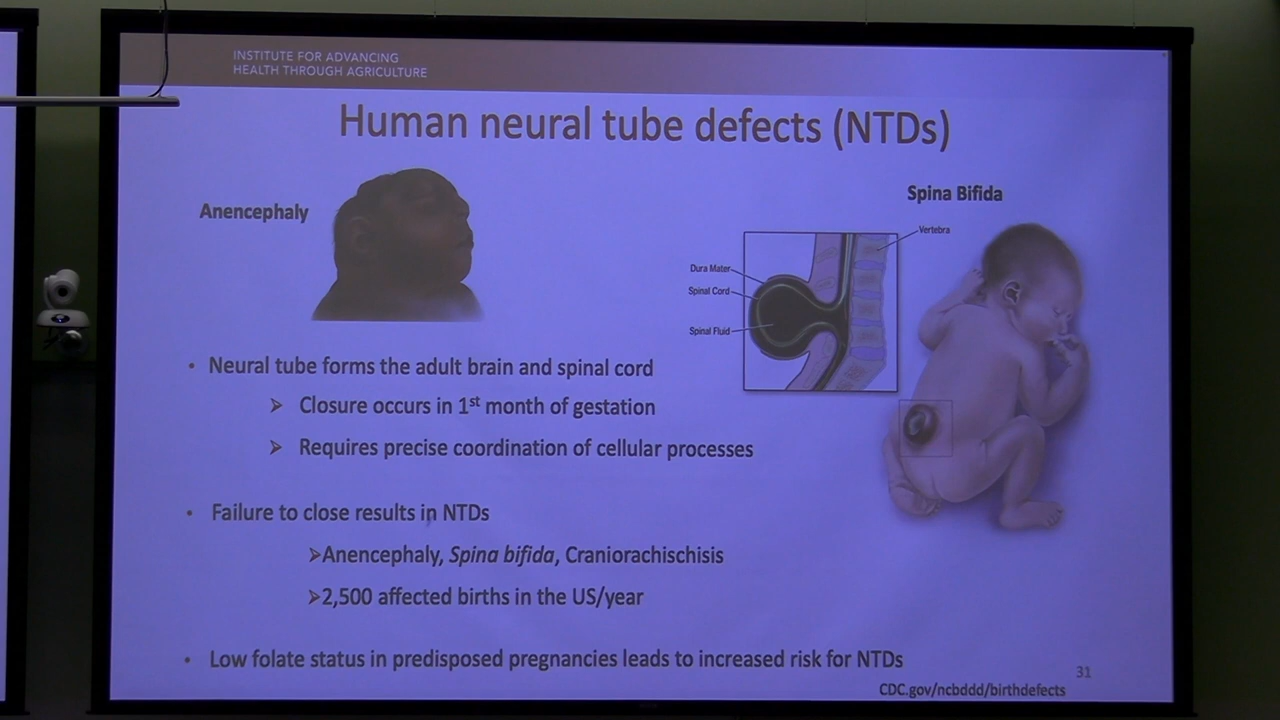 INSTITUTE FOR ADVANCING
HEALTH THROUGH AGRICULTURE
Human neural tube defects (NTDs)
Anencephaly
Spina Bifida
Vertebra
Dura Mater
Spinal Cord
Spinal Fluid
• Neural tube forms the adult brain and spinal cord
➢ Closure occurs in 1st month of gestation
➢ Requires precise coordination of cellular processes
• Failure to close results in NTDs
➢Anencephaly, Spina bifida, Craniorachischisis
➢2,500 affected births in the US/year
• Low folate status in predisposed pregnancies leads to increased risk for NTDs
31
CDC.gov/ncbddd/birthdefects